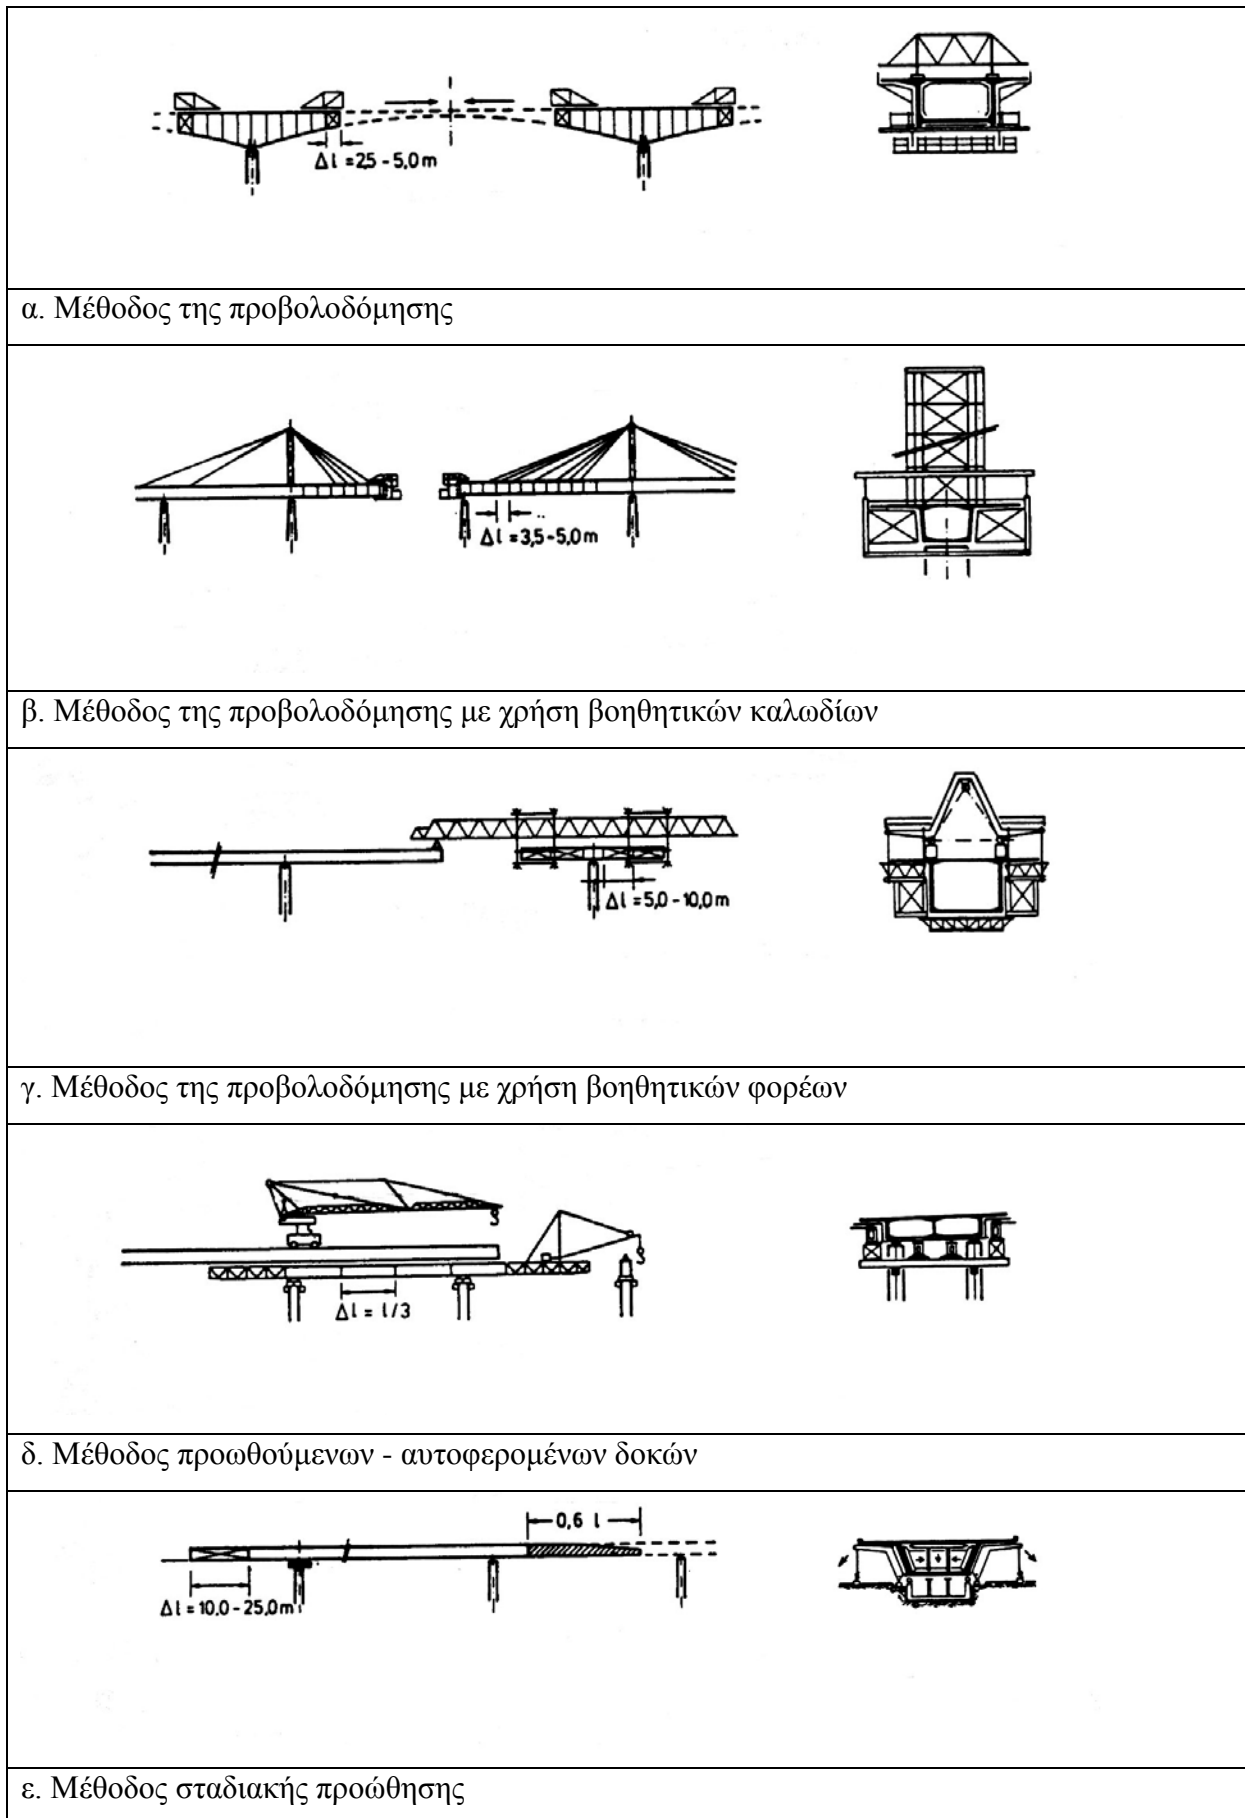 Δl = 2,5 - 5,0 m
α. Μέθοδος της προβολοδόμησης
Δl = 3,5 - 5,0 m
β. Μέθοδος της προβολοδόμησης με χρήση βοηθητικών καλωδίων
Δl = 5,0 - 10,0 m
γ. Μέθοδος της προβολοδόμησης με χρήση βοηθητικών φορέων
Δl = l/3
δ. Μέθοδος προωθούμενων - αυτοφερομένων δοκών
0,6 l
Δl = 10,0 - 25,0 m
ε. Μέθοδος σταδιακής προώθησης